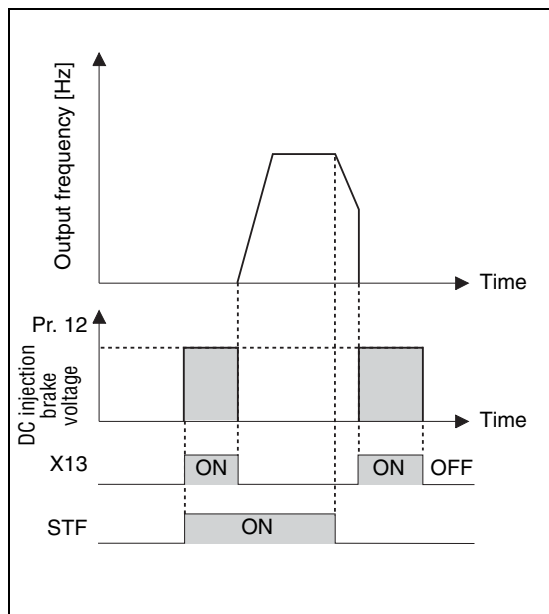 Output frequency [Hz]
Time
Pr. 12
DC injection
brake
voltage
Time
X13
ON
ON
OFF
STF
ON